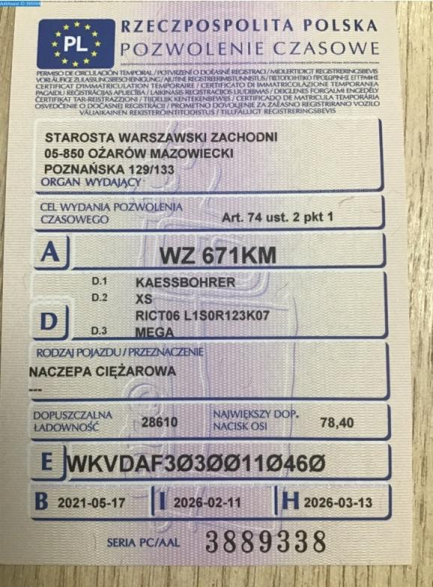 PL
RZECZPOSPOLITA POLSKA
POZWOLENIE CZASOWE
STAROSTA WARSZAWSKI ZACHODNI
05-850 OŻARÓW MAZOWIECKI
POZNAŃSKA 129/133
ORGAN WYDAJĄCY:
CEL WYDANIA POZWOLENIA
CZASOWEGO Art. 74 ust. 2 pkt 1
A WZ 671KM
D.1 KAESSBOHRER
D.2 XS
RICT06 L1S0R123K07
D
D.3 MEGA
RODZAJ POJAZDU / PRZEZNACZENIE
NACZEPA CIĘŻAROWA
---
DOPUSZCZALNA ŁADOWNOŚĆ 28610 NAJWIĘKSZY DOP. NACISK OSI 78,40
E WKVDAF3Ø3ØØ11Ø46Ø
B 2021-05-17 I 2026-02-11 H 2026-03-13
SERIA PC/AAL 3889338